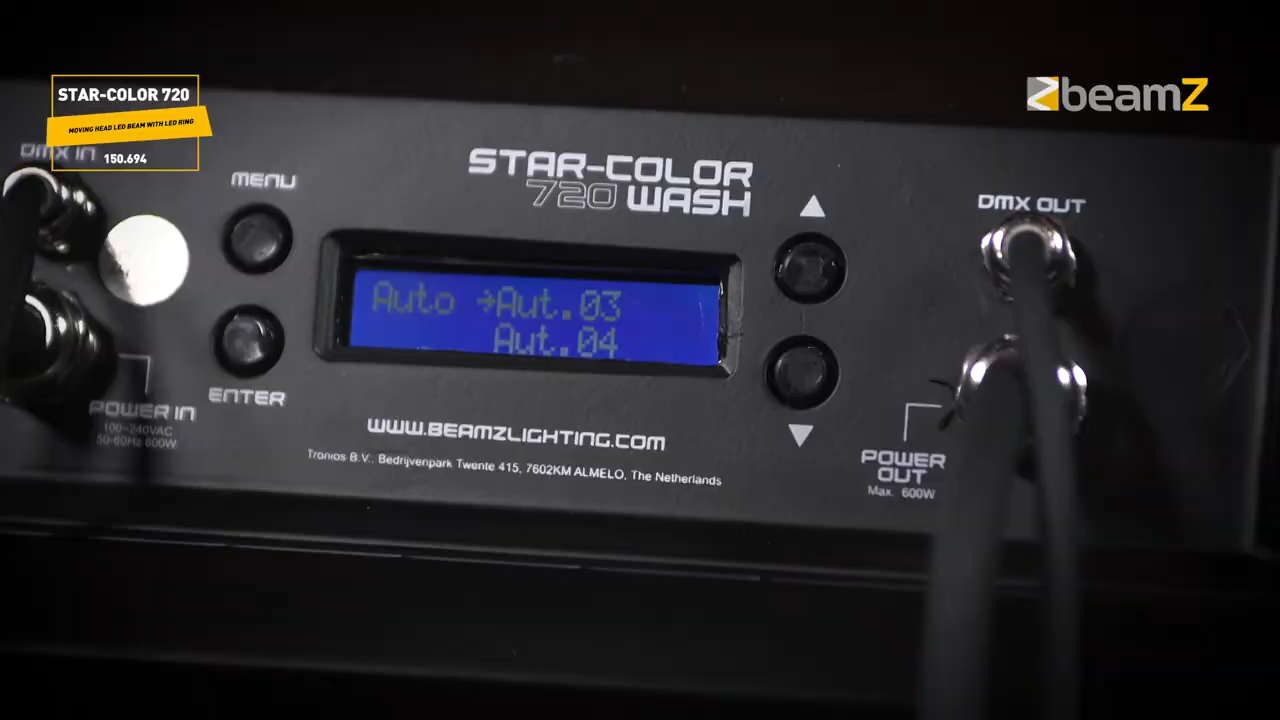 STAR-COLOR 720
MOVING HEAD LED BEAM WITH LED RING
150.694
beamZ
DMX IN
MENU
STAR-COLOR
720 WASH
DMX OUT
Auto →Aut.03
Aut.04
ENTER
POWER IN
100-240VAC
50-60Hz 800W
WWW.BEAMZLIGHTING.COM
Tronios B.V., Bedrijvenpark Twente 415, 7602KM ALMELO, The Netherlands
POWER
OUT
Max. 600W